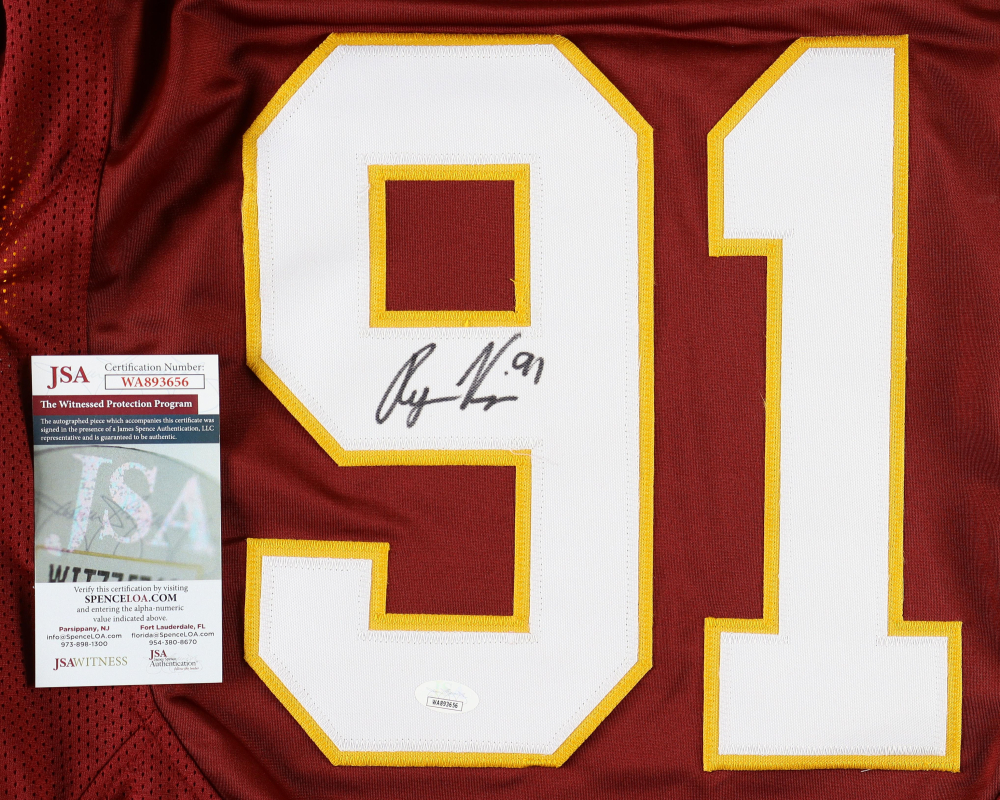 91
Ryan K. 91
JSA
Certification Number:
WA893656
The Witnessed Protection Program
The autographed piece which accompanies this certificate was
signed in the presence of a James Spence Authentication, LLC
representative and is guaranteed to be authentic.
JSA
Verify this certification by visiting
SPENCELOA.COM
and entering the alpha-numeric
value indicated above.
Parsippany, NJ
info@SpenceLOA.com
973-898-1300
Fort Lauderdale, FL
florida@SpenceLOA.com
954-380-8670
JSAWITNESS
JSA
Authentication
WA893656